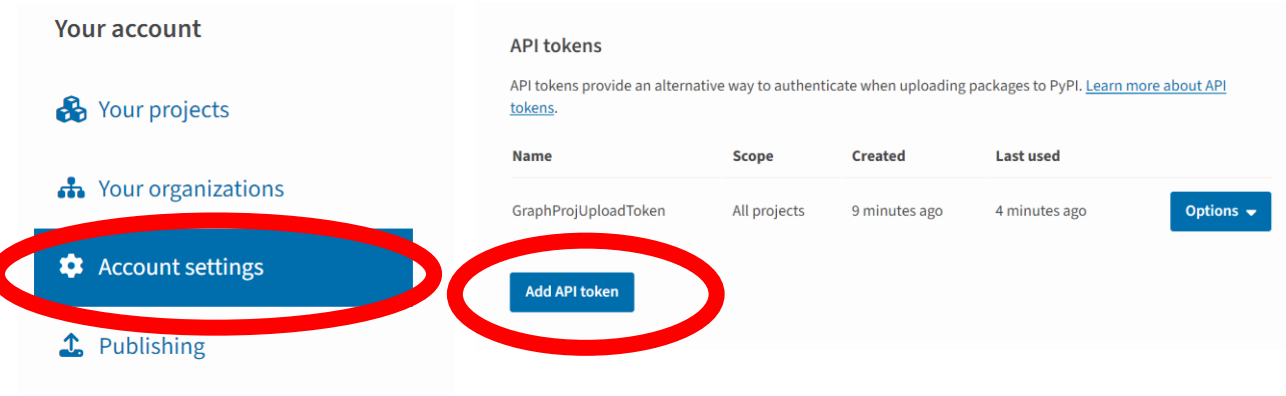 Your account
Your projects
Your organizations
Account settings
Publishing
API tokens
API tokens provide an alternative way to authenticate when uploading packages to PyPI. Learn more about API
tokens.
Name Scope Created Last used
GraphProjUploadToken All projects 9 minutes ago 4 minutes ago Options
Add API token